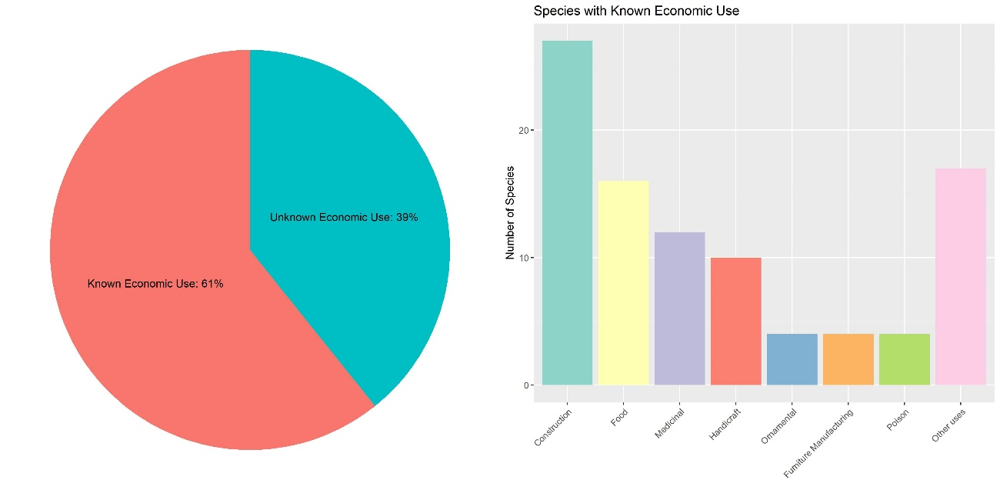 Unknown Economic Use: 39%
Known Economic Use: 61%
Species with Known Economic Use
Number of Species
20
10
0
Construction
Food
Medicinal
Handicraft
Ornamental
Furniture Manufacturing
Poison
Other uses